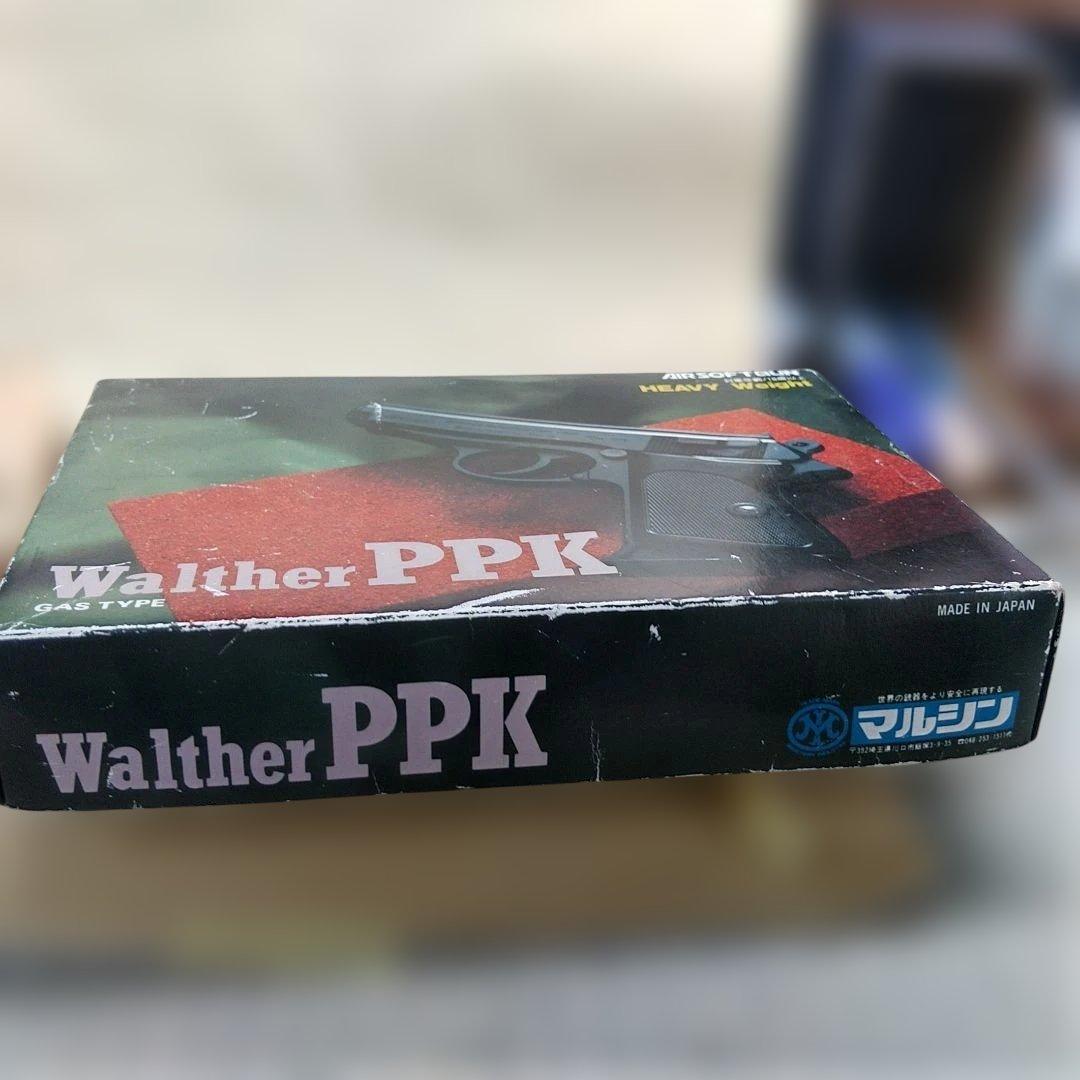 AIRSOFT GUN
HEAVY Weight
Walther PPK
GAS TYPE
MADE IN JAPAN
Walther PPK
世界の銃器をより安全に再現する
マルシン